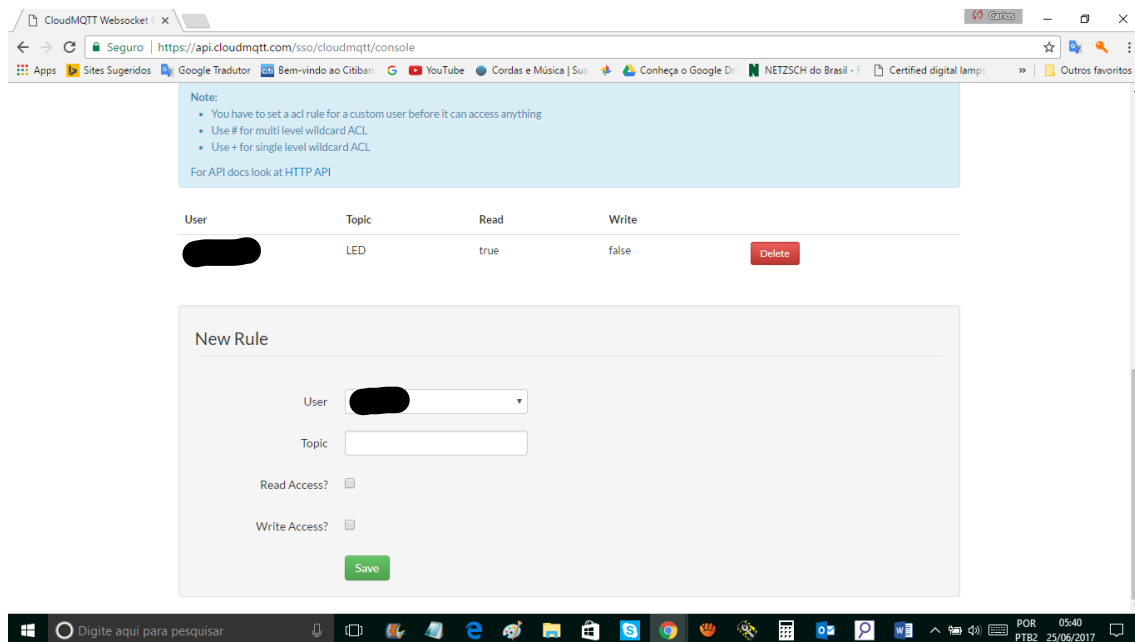 CloudMQTT Websocket
Carlos
Seguro | https://api.cloudmqtt.com/sso/cloudmqtt/console
Apps Sites Sugeridos Google Tradutor citi Bem-vindo ao Citiban G YouTube Cordas e Música | Sua Conheça o Google Dri N NETZSCH do Brasil - F Certified digital lamps » Outros favoritos
Note:
• You have to set a acl rule for a custom user before it can access anything
• Use # for multi level wildcard ACL
• Use + for single level wildcard ACL
For API docs look at HTTP API
User Topic Read Write
LED true false Delete
New Rule
User
Topic
Read Access?
Write Access?
Save
Digite aqui para pesquisar
POR 05:40
PTB2 25/06/2017